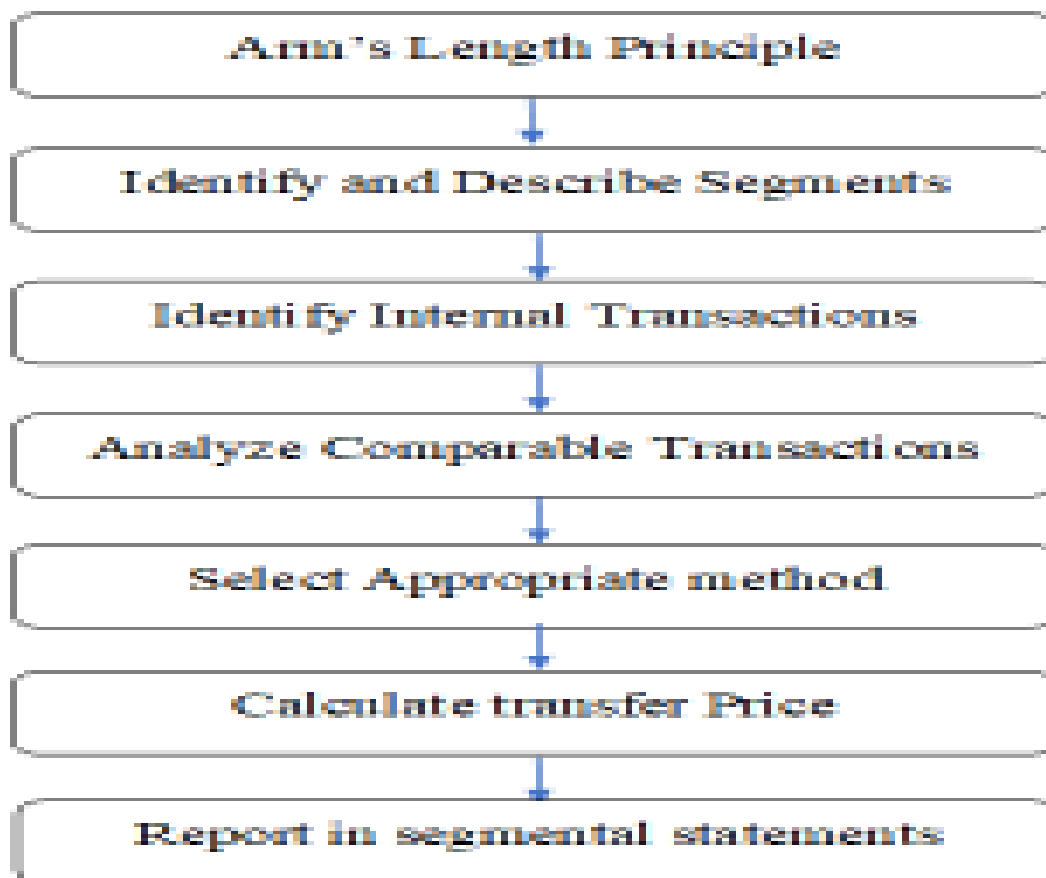 Arm's Length Principle
Identify and Describe Segments
Identify Internal Transactions
Analyze Comparable Transactions
Select Appropriate method
Calculate transfer Price
Report in segmental statements